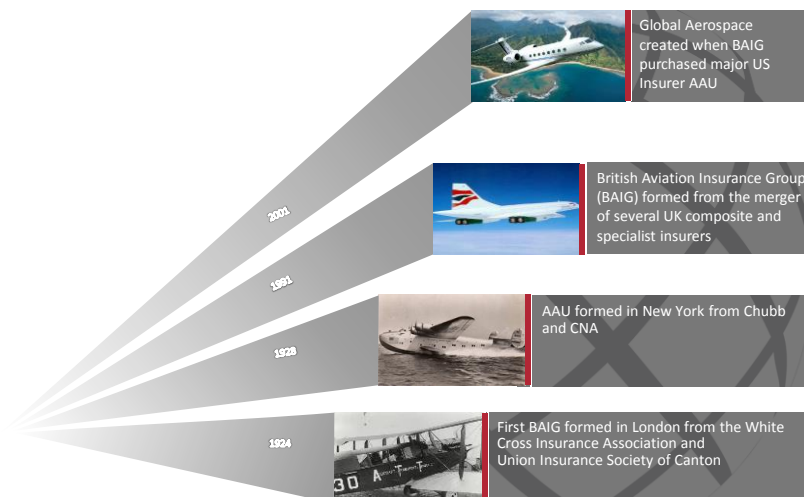 Global Aerospace
created when BAIG
purchased major US
Insurer AAU
2001
British Aviation Insurance Group
(BAIG) formed from the merger
of several UK composite and
specialist insurers
1991
AAU formed in New York from Chubb
and CNA
1928
First BAIG formed in London from the White
Cross Insurance Association and
Union Insurance Society of Canton
1924
30